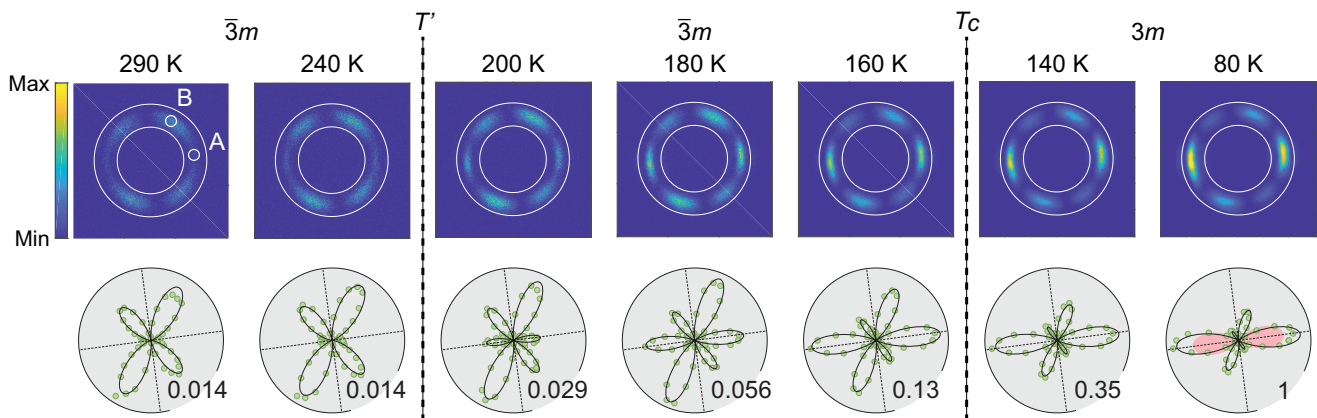 3̅m T' 3̅m Tc 3m
290 K 240 K 200 K 180 K 160 K 140 K 80 K
Max
B
A
Min
0.014 0.014 0.029 0.056 0.13 0.35 1